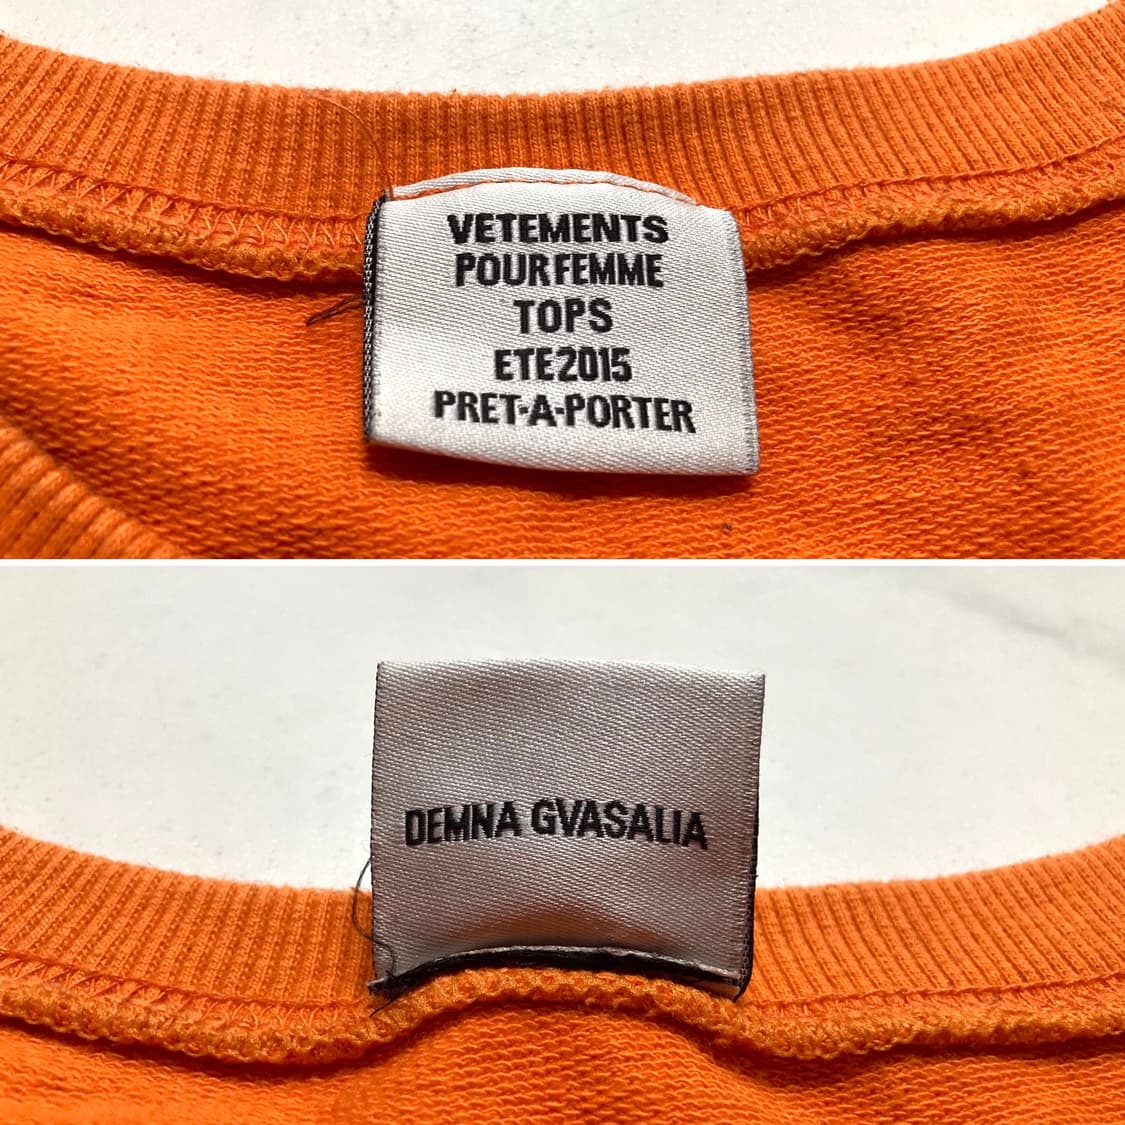 VETEMENTS
POUR FEMME
TOPS
ETE 2015
PRET-A-PORTER
DEMNA GVASALIA